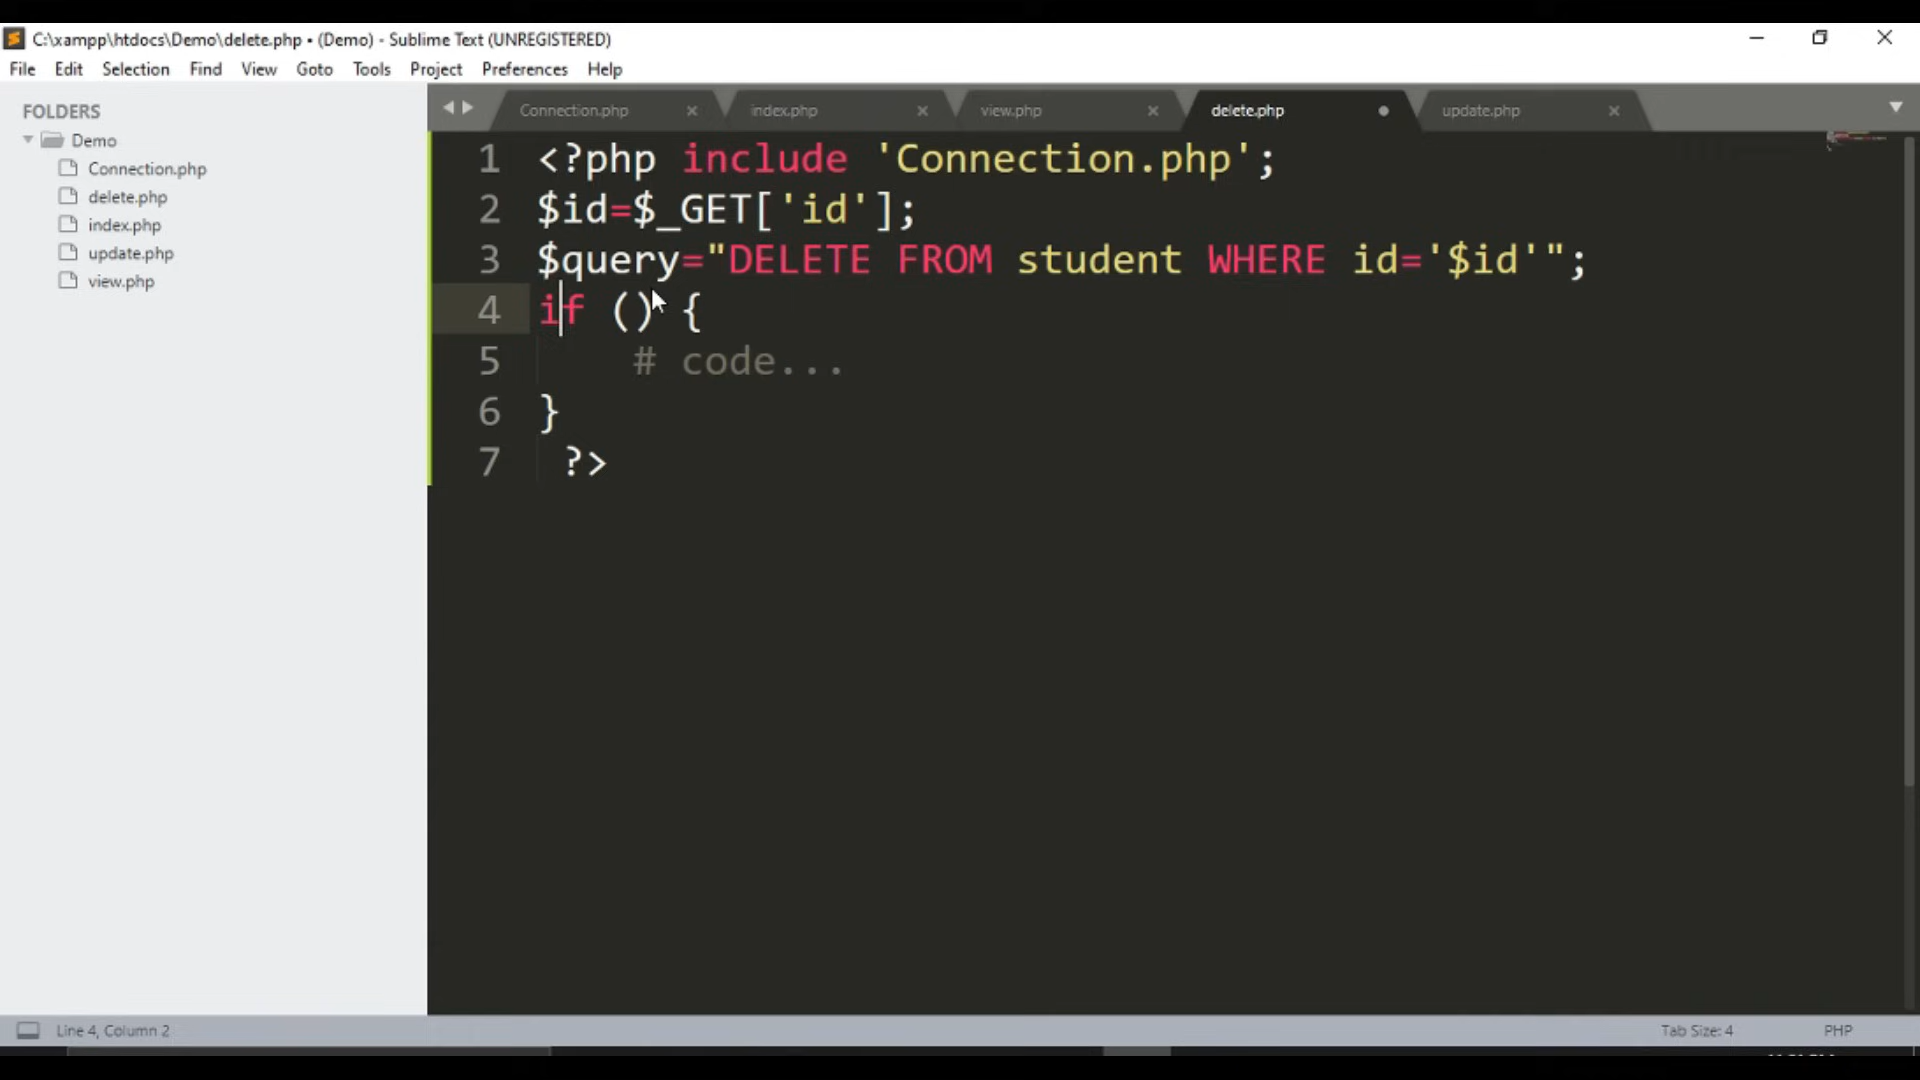 C:\xampp\htdocs\Demo\delete.php • (Demo) - Sublime Text (UNREGISTERED)
File Edit Selection Find View Goto Tools Project Preferences Help
FOLDERS
Demo
Connection.php
delete.php
index.php
update.php
view.php
Connection.php index.php view.php delete.php update.php
1 <?php include 'Connection.php';
2 $id=$_GET['id'];
3 $query="DELETE FROM student WHERE id='$id'";
4 if () {
5     # code...
6 }
7  ?>
Line 4, Column 2 Tab Size: 4 PHP